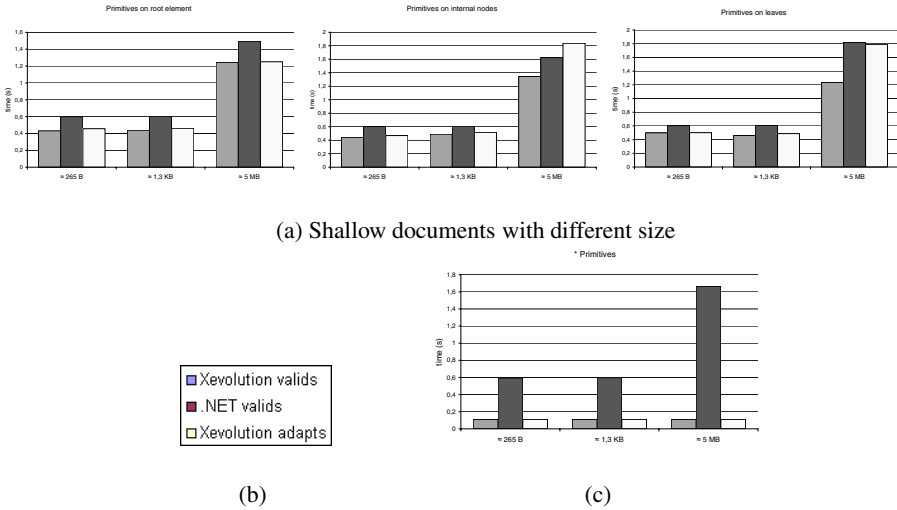 Primitives on root element
1,6
1,4
1,2
1
0,8
0,6
0,4
0,2
0
time (s)
≈ 265 B
≈ 1,3 KB
≈ 5 MB
Primitives on internal nodes
2
1,8
1,6
1,4
1,2
1
0,8
0,6
0,4
0,2
0
time (s)
≈ 265 B
≈ 1,3 KB
≈ 5 MB
Primitives on leaves
2
1,8
1,6
1,4
1,2
1
0,8
0,6
0,4
0,2
0
time (s)
≈ 265 B
≈ 1,3 KB
≈ 5 MB
(a) Shallow documents with different size
Xevolution valids
.NET valids
Xevolution adapts
(b)
* Primitives
1,8
1,6
1,4
1,2
1
0,8
0,6
0,4
0,2
0
time (s)
≈ 265 B
≈ 1,3 KB
≈ 5 MB
(c)